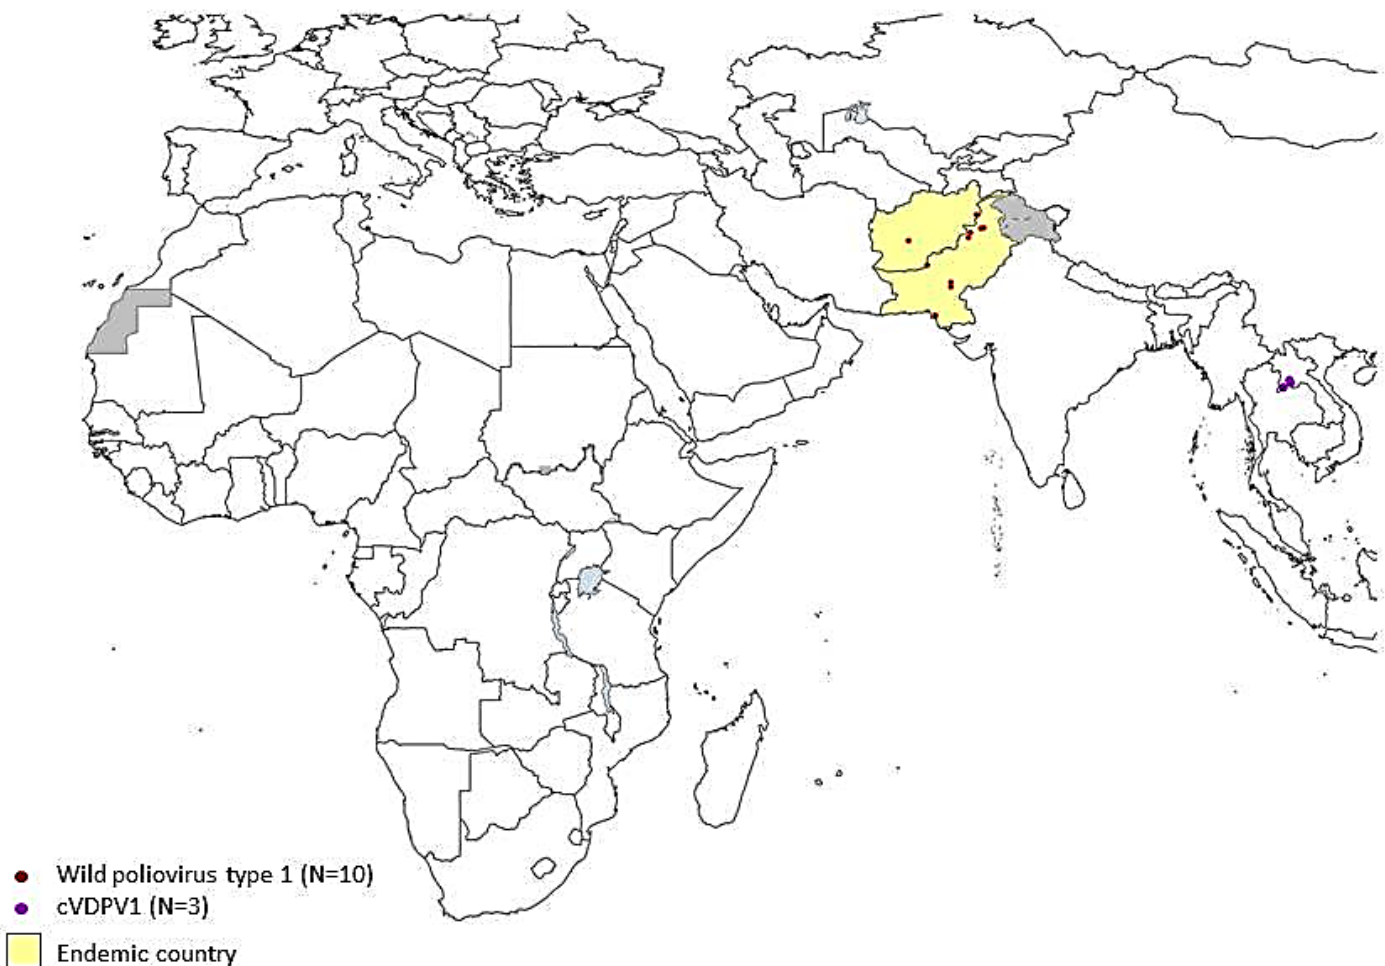 Wild poliovirus type 1 (N=10)
cVDPV1 (N=3)
Endemic country